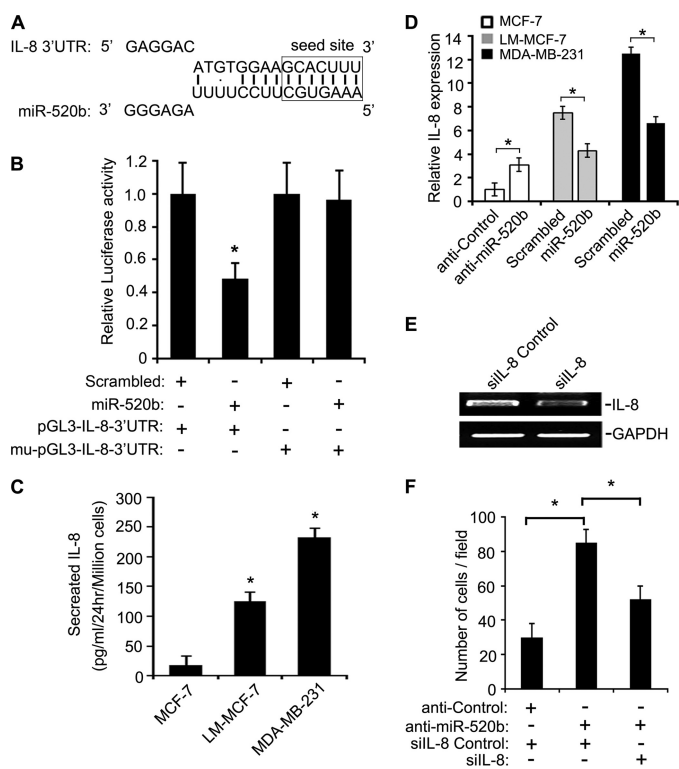 A
IL-8 3'UTR: 5' GAGGAC seed site 3'
ATGTGGAAGCACUUU
UUUUCCUUCGUGAAA
miR-520b: 3' GGGAGA 5'
B
Relative Luciferase activity
1.2
1.0
0.8
0.6
0.4
0.2
0
*
Scrambled: + - + -
miR-520b: - + - +
pGL3-IL-8-3'UTR: + + - -
mu-pGL3-IL-8-3'UTR: - - + +
C
Secreated IL-8
(pg/ml/24hr/Million cells)
300
250
200
150
100
50
0
* *
MCF-7 LM-MCF-7 MDA-MB-231
D
MCF-7
LM-MCF-7
MDA-MB-231
Relative IL-8 expression
14
12
10
8
6
4
2
0
* * *
anti-Control anti-miR-520b Scrambled miR-520b Scrambled miR-520b
E
siIL-8 Control siIL-8
-IL-8
-GAPDH
F
Number of cells / field
100
80
60
40
20
0
* *
anti-Control: + - -
anti-miR-520b: - + +
siIL-8 Control: + + -
siIL-8: - - +